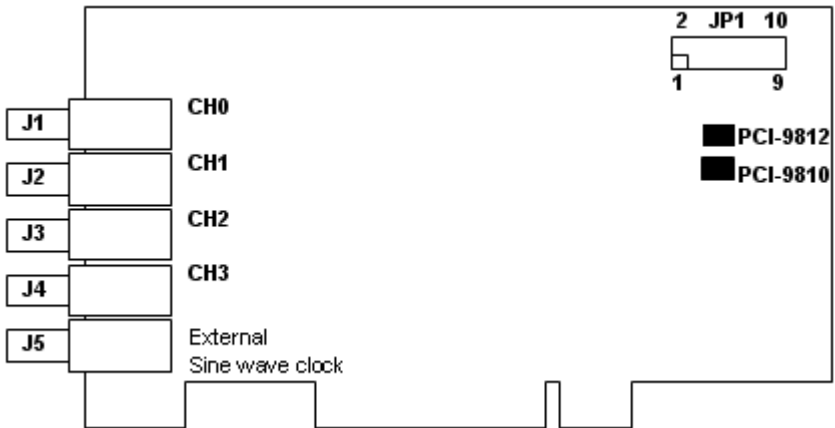 2 JP1 10
1 9
J1 CH0
PCI-9812
J2 CH1
PCI-9810
J3 CH2
J4 CH3
J5 External
Sine wave clock